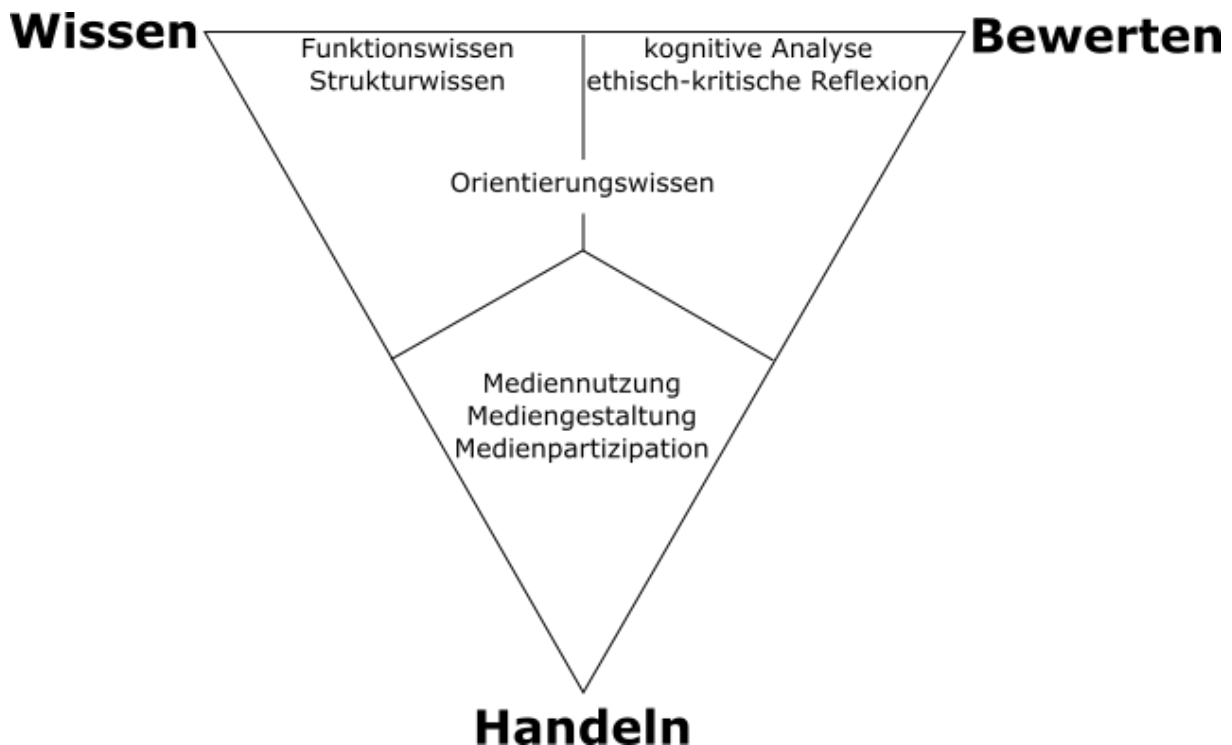 Wissen
Bewerten
Funktionswissen
Strukturwissen
kognitive Analyse
ethisch-kritische Reflexion
Orientierungswissen
Mediennutzung
Mediengestaltung
Medienpartizipation
Handeln